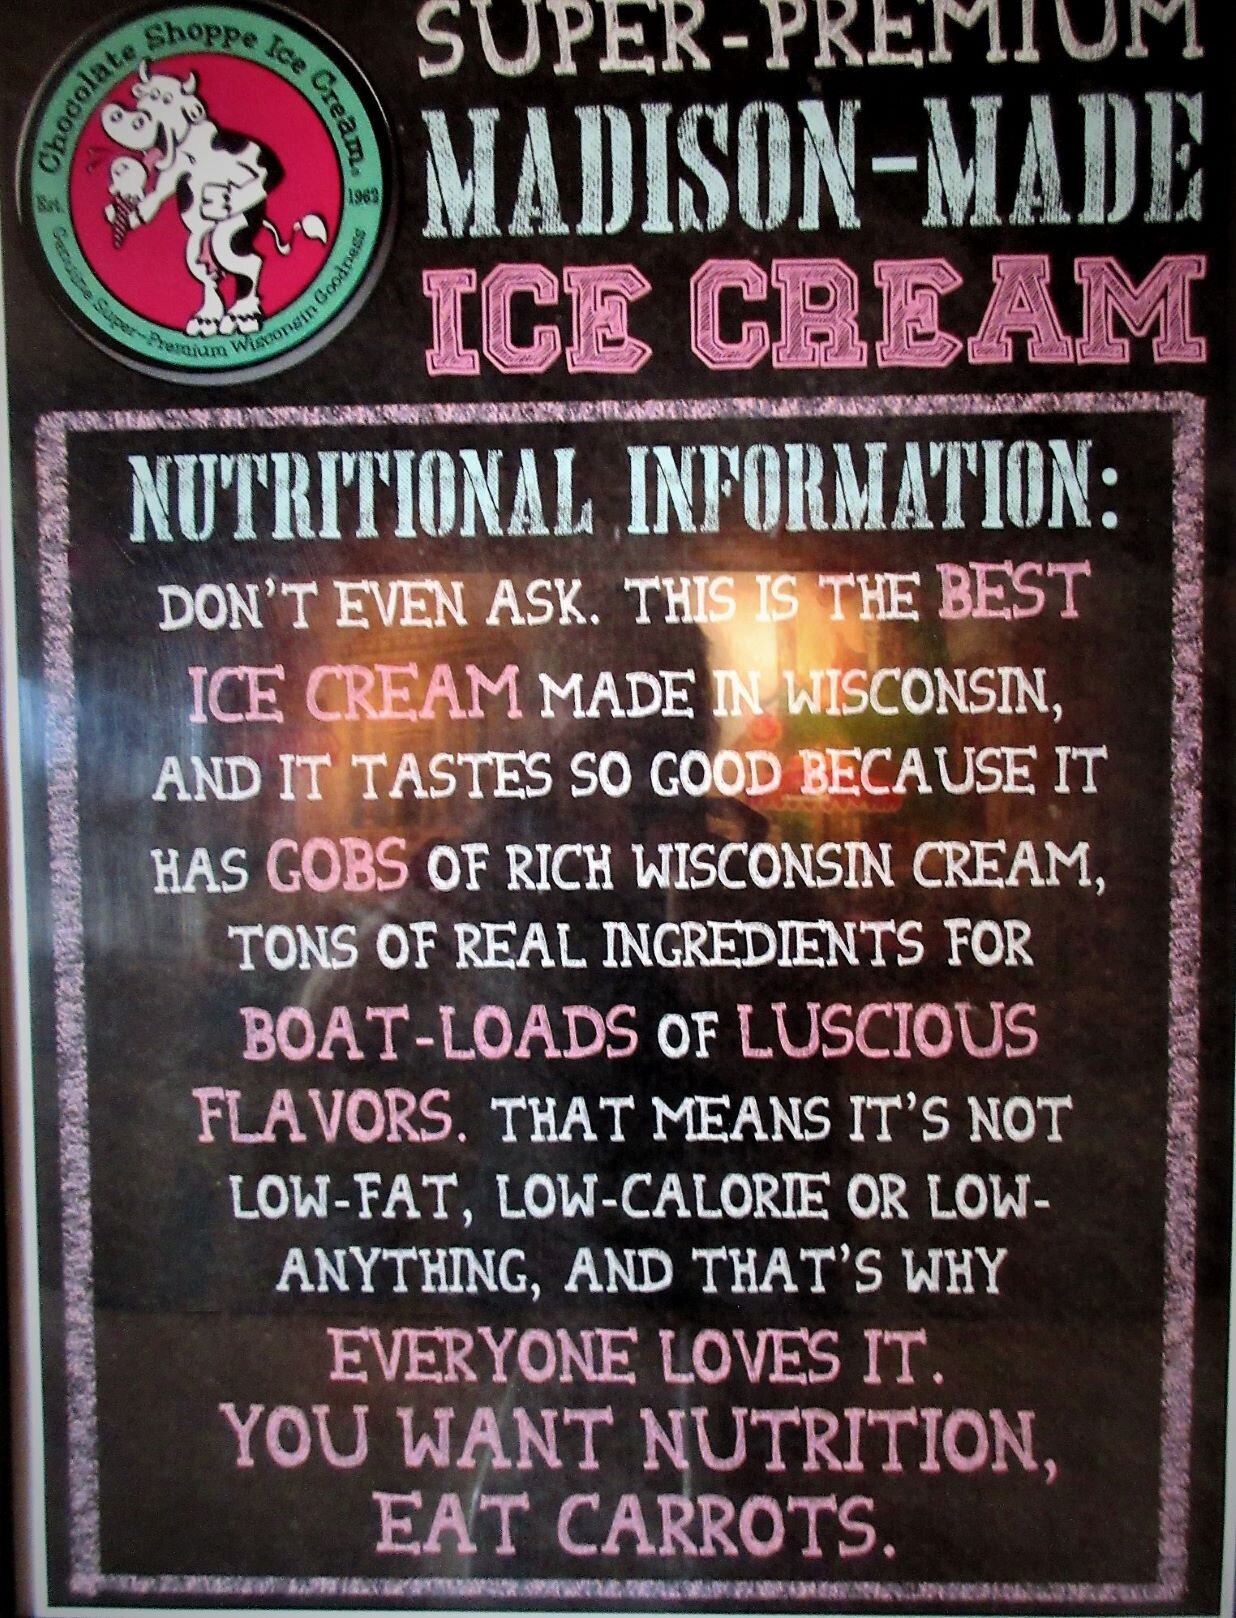 Chocolate Shoppe Ice Cream®
Est. 1962
Genuine Super-Premium Wisconsin Goodness
SUPER-PREMIUM
MADISON-MADE
ICE CREAM
NUTRITIONAL INFORMATION:
DON'T EVEN ASK. THIS IS THE BEST
ICE CREAM MADE IN WISCONSIN,
AND IT TASTES SO GOOD BECAUSE IT
HAS GOBS OF RICH WISCONSIN CREAM,
TONS OF REAL INGREDIENTS FOR
BOAT-LOADS OF LUSCIOUS
FLAVORS. THAT MEANS IT'S NOT
LOW-FAT, LOW-CALORIE OR LOW-
ANYTHING, AND THAT'S WHY
EVERYONE LOVES IT.
YOU WANT NUTRITION,
EAT CARROTS.